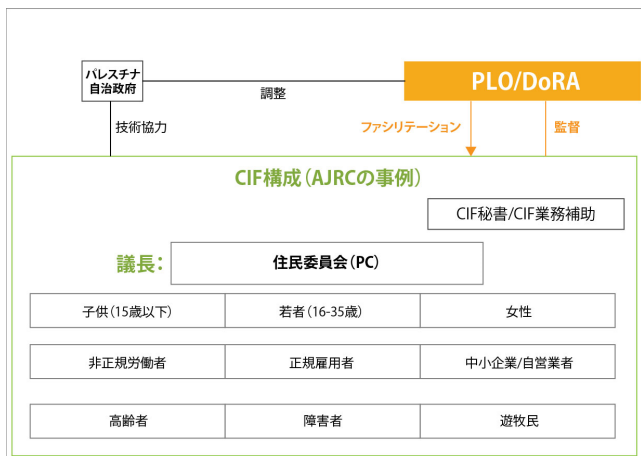 パレスチナ
自治政府
PLO/DoRA
調整
技術協力
ファシリテーション
監督
CIF構成（AJRCの事例）
CIF秘書/CIF業務補助
議長：
住民委員会（PC）
子供（15歳以下）
若者（16-35歳）
女性
非正規労働者
正規雇用者
中小企業/自営業者
高齢者
障害者
遊牧民